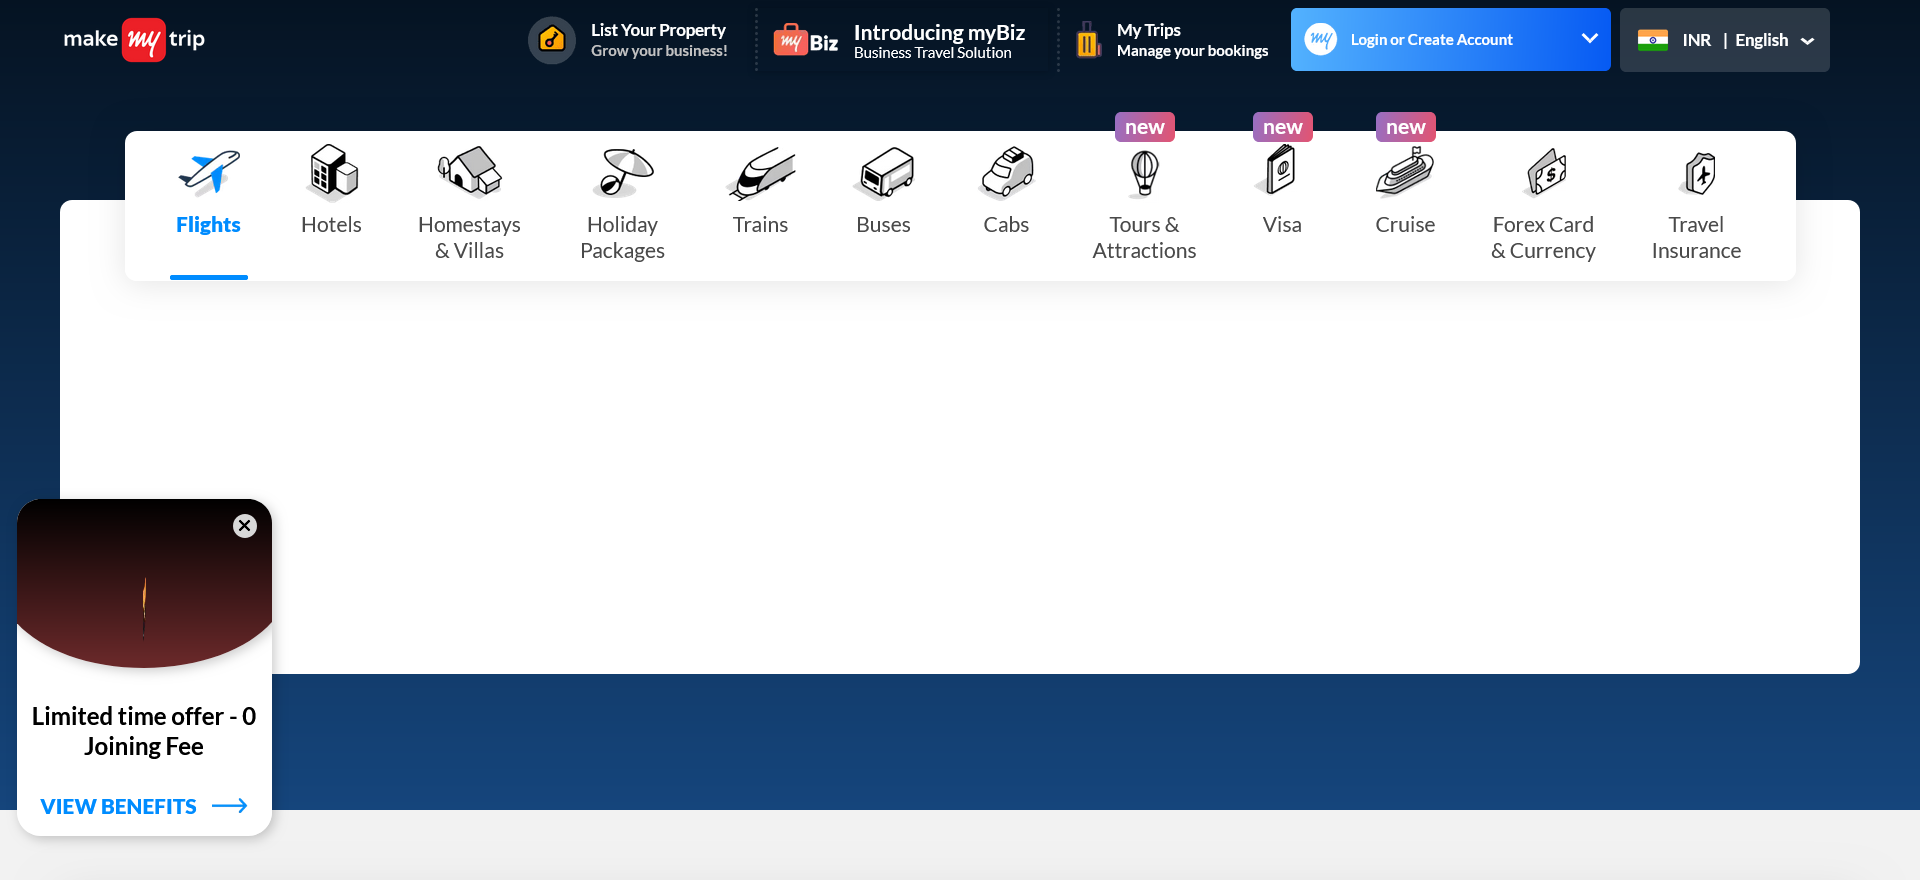 make my trip
List Your Property
Grow your business!
my Biz
Introducing myBiz
Business Travel Solution
My Trips
Manage your bookings
my
Login or Create Account
INR | English
new
new
new
Flights
Hotels
Homestays
& Villas
Holiday
Packages
Trains
Buses
Cabs
Tours &
Attractions
Visa
Cruise
Forex Card
& Currency
Travel
Insurance
Limited time offer - 0
Joining Fee
VIEW BENEFITS